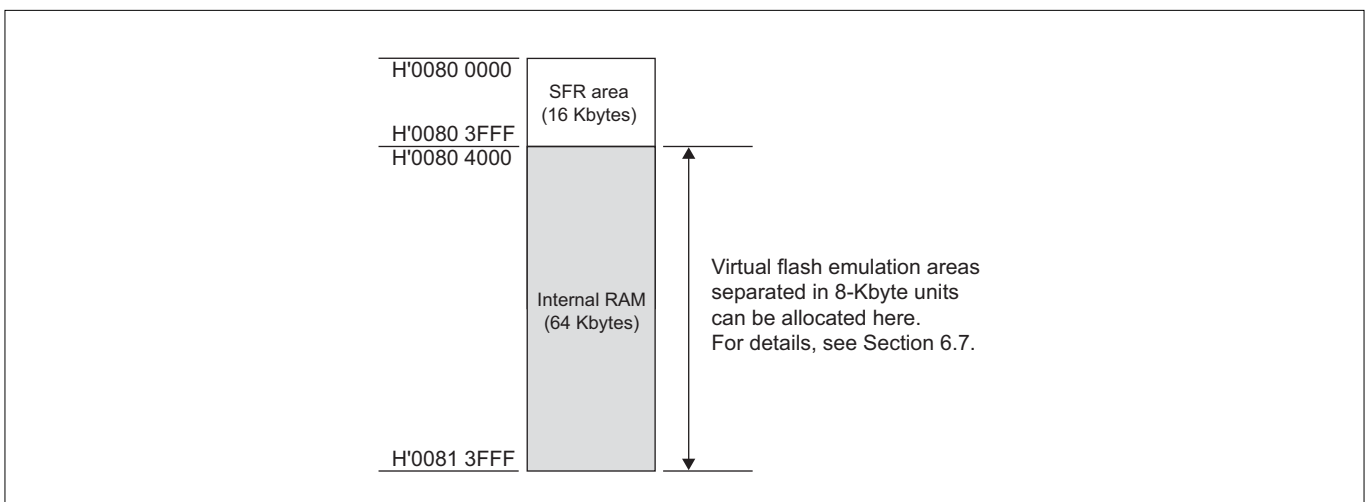 H'0080 0000
SFR area
(16 Kbytes)
H'0080 3FFF
H'0080 4000
Internal RAM
(64 Kbytes)
Virtual flash emulation areas
separated in 8-Kbyte units
can be allocated here.
For details, see Section 6.7.
H'0081 3FFF